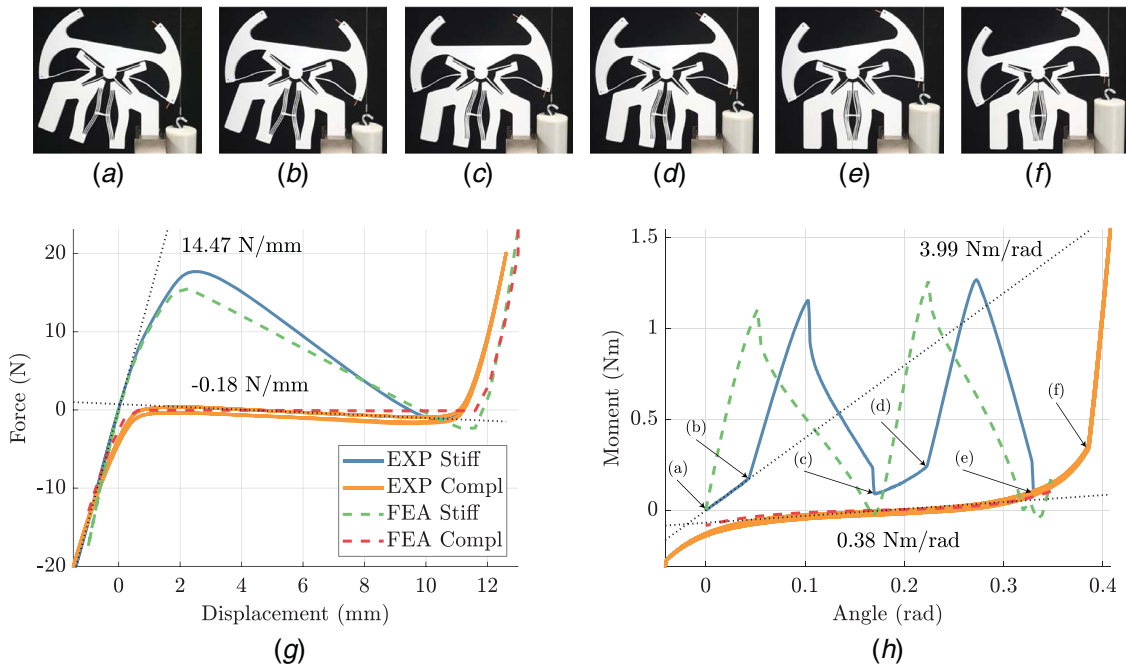 (a) (b) (c) (d) (e) (f)
14.47 N/mm
-0.18 N/mm
EXP Stiff
EXP Compl
FEA Stiff
FEA Compl
Force (N)
20
10
0
-10
-20
0 2 4 6 8 10 12
Displacement (mm)
(g)
3.99 Nm/rad
0.38 Nm/rad
(a)
(b)
(c)
(d)
(e)
(f)
Moment (Nm)
1.5
1
0.5
0
0 0.1 0.2 0.3 0.4
Angle (rad)
(h)